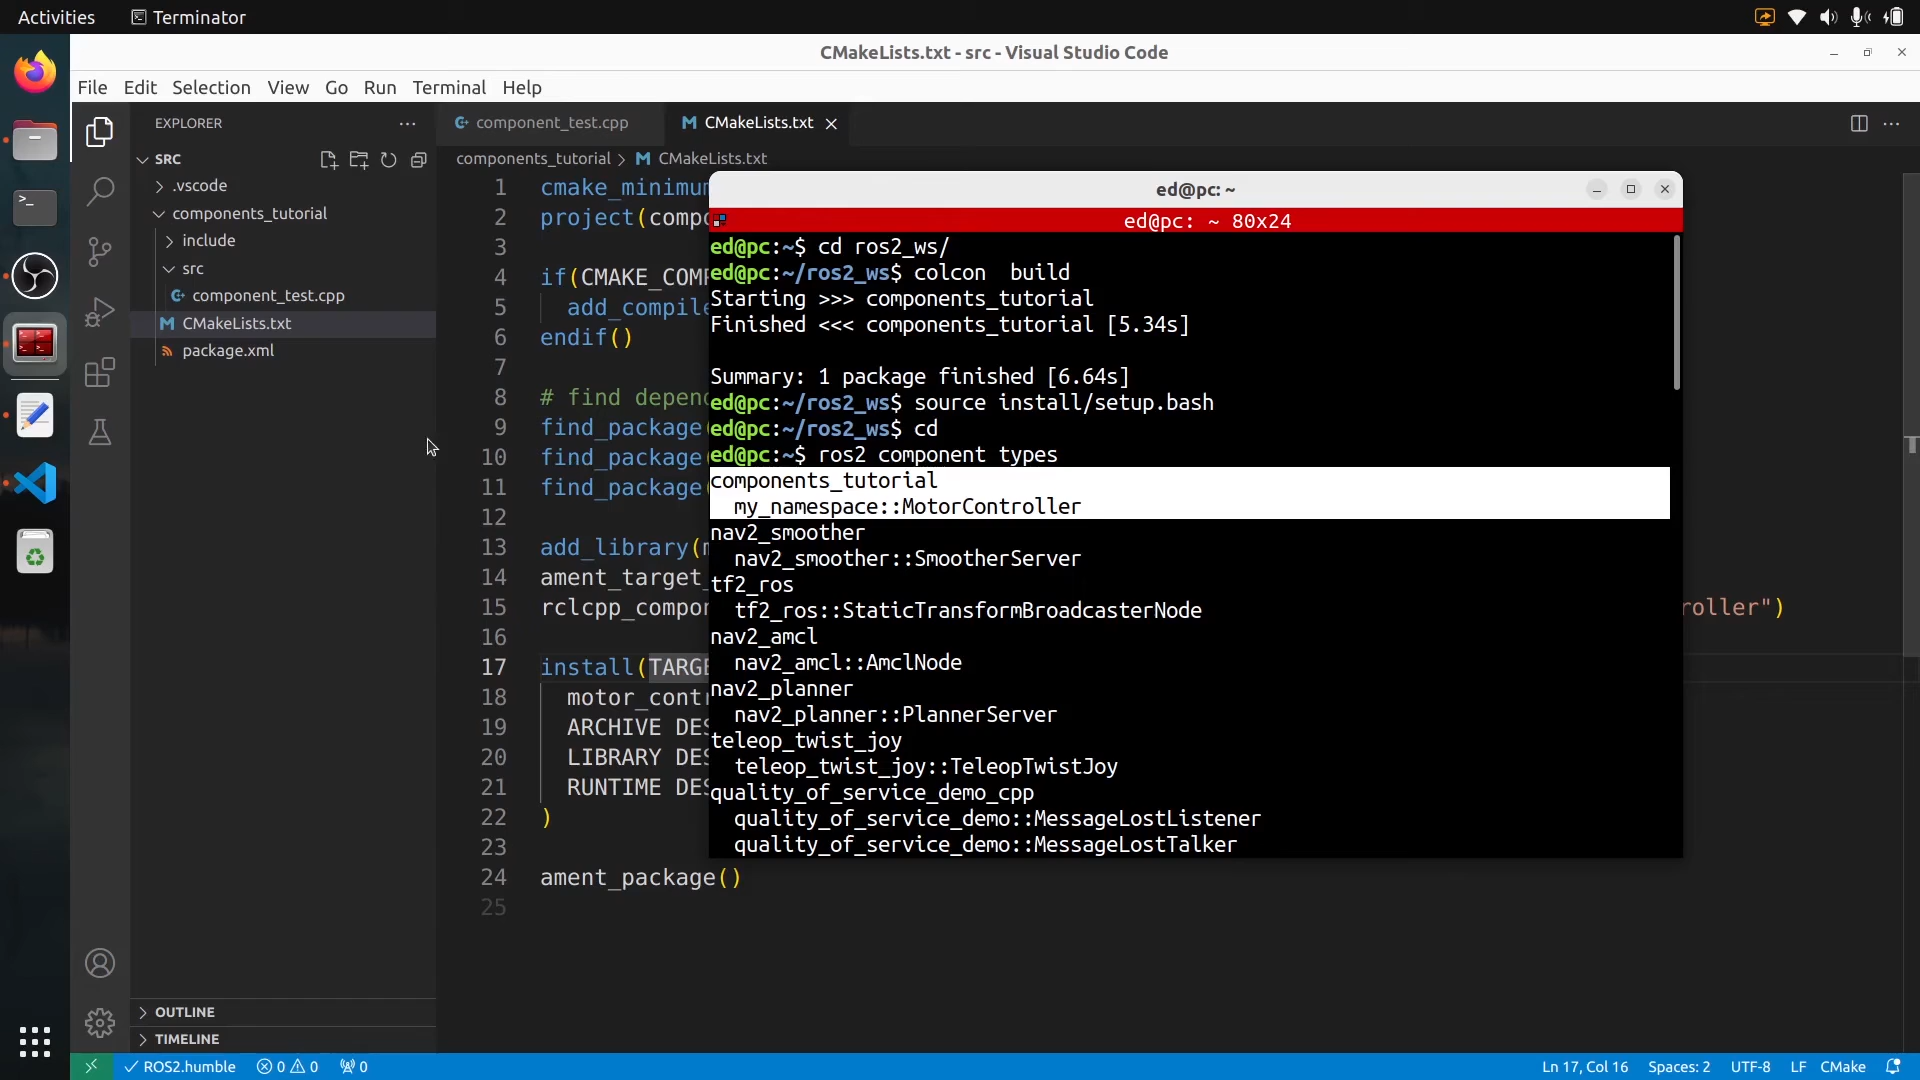 Activities
Terminator
CMakeLists.txt - src - Visual Studio Code
File Edit Selection View Go Run Terminal Help
EXPLORER
SRC
.vscode
components_tutorial
include
src
component_test.cpp
CMakeLists.txt
package.xml
OUTLINE
TIMELINE
component_test.cpp
CMakeLists.txt
components_tutorial > CMakeLists.txt
1 cmake_minimum
2 project(compo
3
4 if(CMAKE_COMP
5 add_compile
6 endif()
7
8 # find depend
9 find_package(
10 find_package(
11 find_package(
12
13 add_library(m
14 ament_target_
15 rclcpp_compon roller")
16
17 install(TARGE
18 motor_contr
19 ARCHIVE DES
20 LIBRARY DES
21 RUNTIME DES
22 )
23
24 ament_package()
25
ed@pc: ~
ed@pc: ~ 80x24
ed@pc:~$ cd ros2_ws/
ed@pc:~/ros2_ws$ colcon  build
Starting >>> components_tutorial
Finished <<< components_tutorial [5.34s]
Summary: 1 package finished [6.64s]
ed@pc:~/ros2_ws$ source install/setup.bash
ed@pc:~/ros2_ws$ cd
ed@pc:~$ ros2 component types
components_tutorial
my_namespace::MotorController
nav2_smoother
nav2_smoother::SmootherServer
tf2_ros
tf2_ros::StaticTransformBroadcasterNode
nav2_amcl
nav2_amcl::AmclNode
nav2_planner
nav2_planner::PlannerServer
teleop_twist_joy
teleop_twist_joy::TeleopTwistJoy
quality_of_service_demo_cpp
quality_of_service_demo::MessageLostListener
quality_of_service_demo::MessageLostTalker
ROS2.humble 0 0 0
Ln 17, Col 16 Spaces: 2 UTF-8 LF CMake